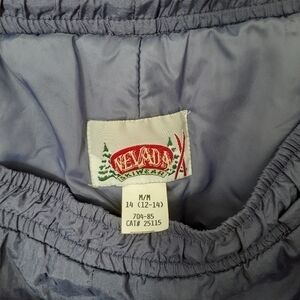 NEVADA
SKIWEAR
M/M
14 (12-14)
704-85
CAT# 25115